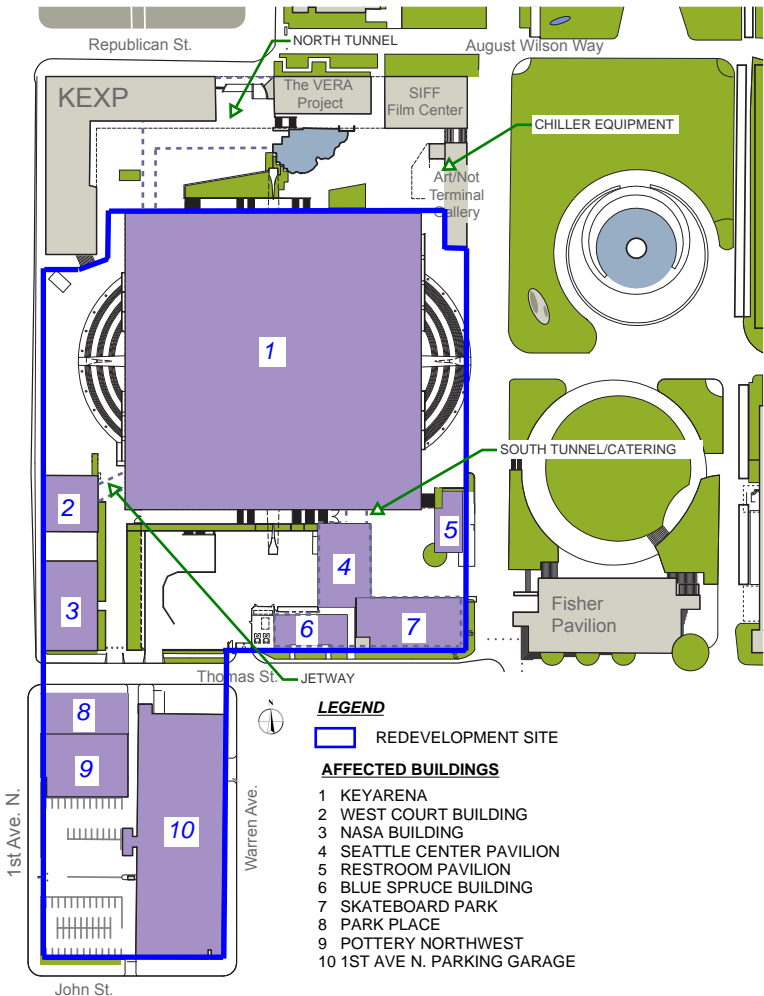 Republican St.
NORTH TUNNEL
August Wilson Way
KEXP
The VERA
Project
SIFF
Film Center
CHILLER EQUIPMENT
Art/Not
Terminal
Gallery
1
SOUTH TUNNEL/CATERING
2
5
4
3
6
7
Fisher
Pavilion
Thomas St.
JETWAY
N
8
9
10
1st Ave. N.
Warren Ave.
John St.
LEGEND
REDEVELOPMENT SITE
AFFECTED BUILDINGS
1 KEYARENA
2 WEST COURT BUILDING
3 NASA BUILDING
4 SEATTLE CENTER PAVILION
5 RESTROOM PAVILION
6 BLUE SPRUCE BUILDING
7 SKATEBOARD PARK
8 PARK PLACE
9 POTTERY NORTHWEST
10 1ST AVE N. PARKING GARAGE